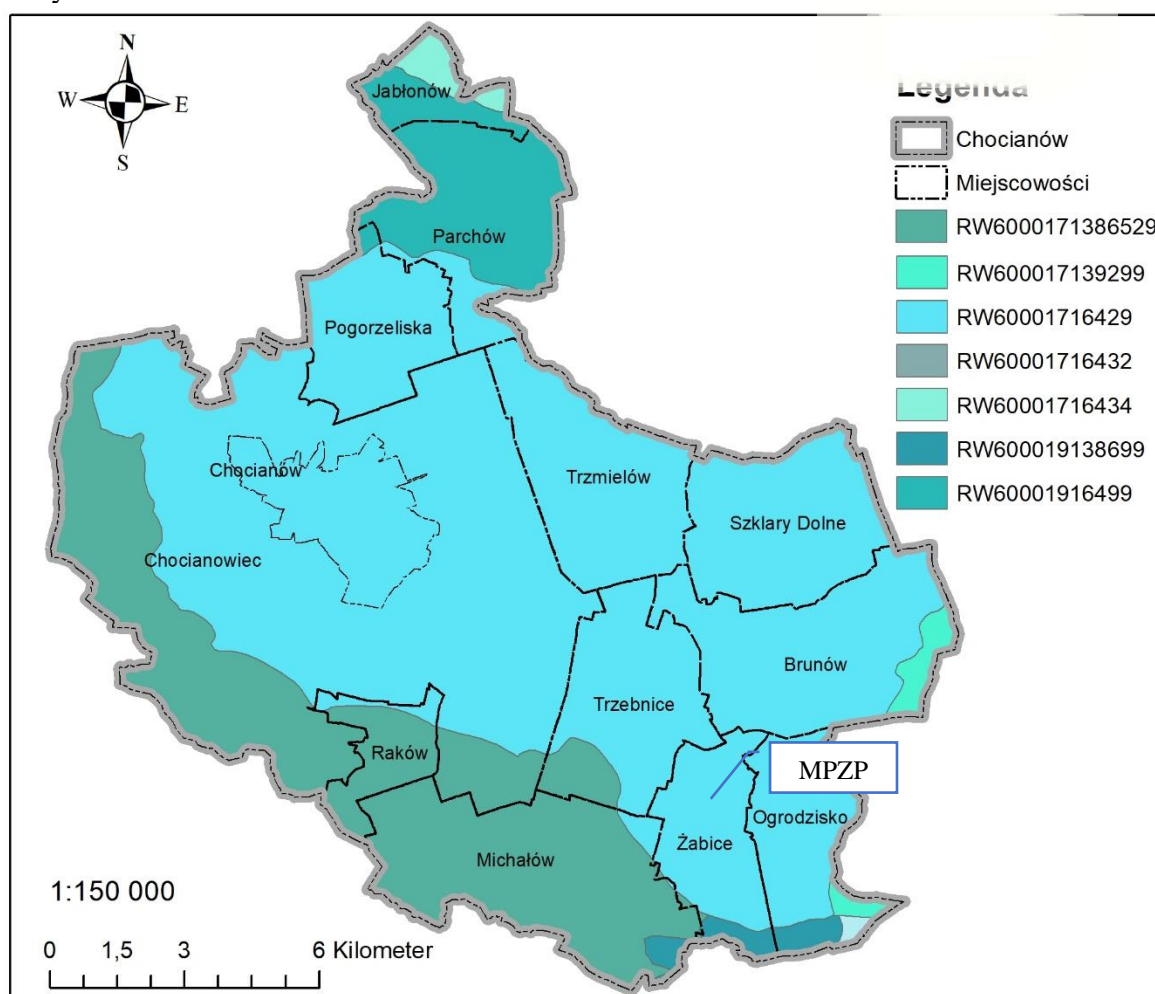 N
W E
S
Legenda
Chocianów
Miejscowości
RW6000171386529
RW600017139299
RW60001716429
RW60001716432
RW60001716434
RW600019138699
RW60001916499
Jabłonów
Parchów
Pogorzeliska
Chocianów
Trzmielów
Szklary Dolne
Chocianowiec
Brunów
Trzebnice
Raków
MPZP
Ogrodzisko
Żabice
Michałów
1:150 000
0 1,5 3 6 Kilometer